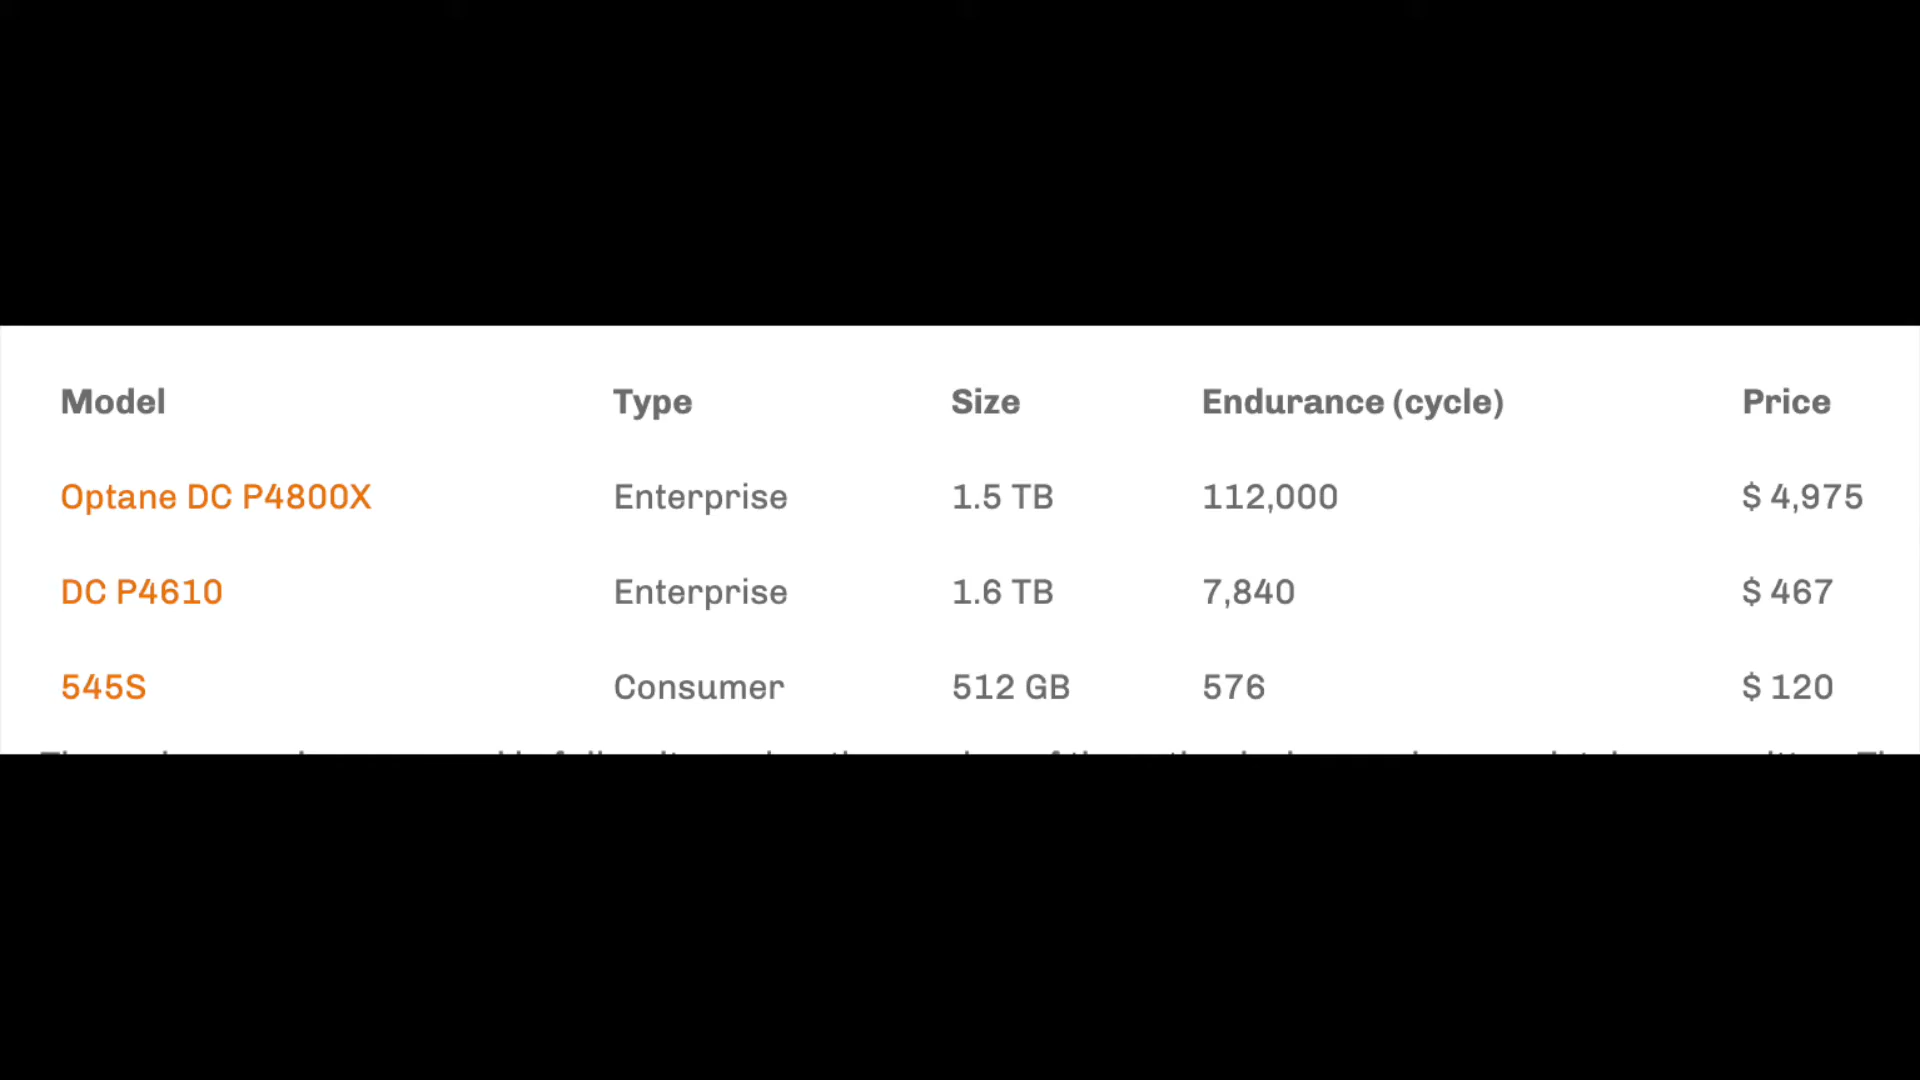 Model Type Size Endurance (cycle) Price
Optane DC P4800X Enterprise 1.5 TB 112,000 $ 4,975
DC P4610 Enterprise 1.6 TB 7,840 $ 467
545S Consumer 512 GB 576 $ 120